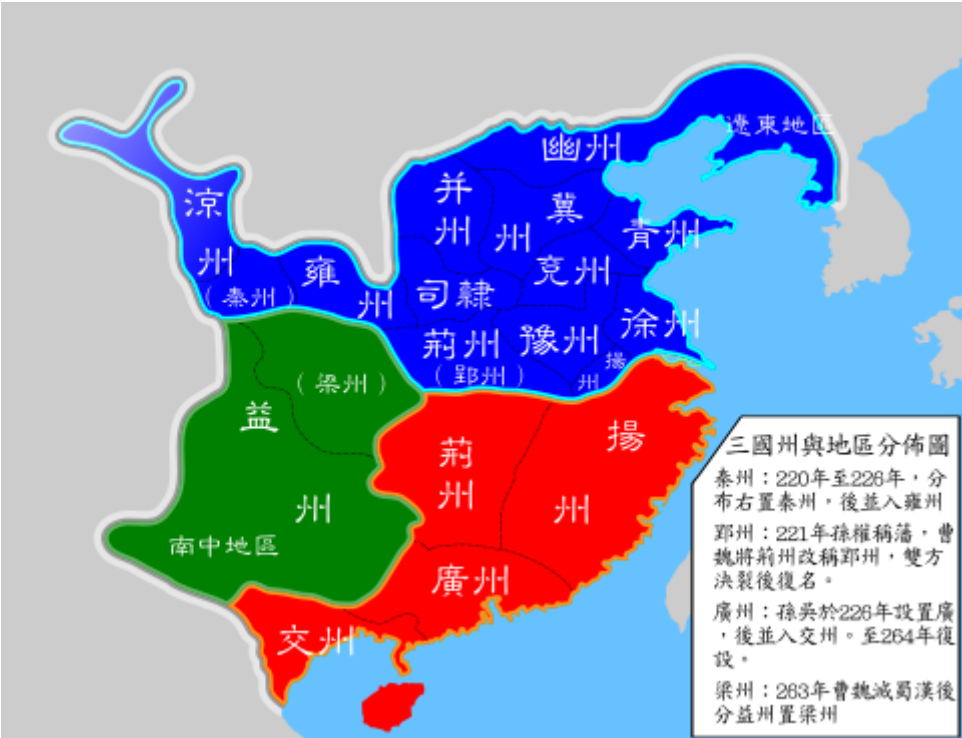 遼東地區
幽州
并州
冀州
青州
涼州
（秦州）
雍州
司隸
兗州
徐州
荊州
（郢州）
豫州
揚州
（梁州）
益州
南中地區
荊州
揚州
廣州
交州
三國州與地區分佈圖
秦州：220年至226年，分
布右置秦州，後並入雍州
郢州：221年孫權稱藩，曹
魏將荊州改稱郢州，雙方
決裂後復名。
廣州：孫吳於226年設置廣
，後並入交州。至264年復
設。
梁州：263年曹魏滅蜀漢後
分益州置梁州